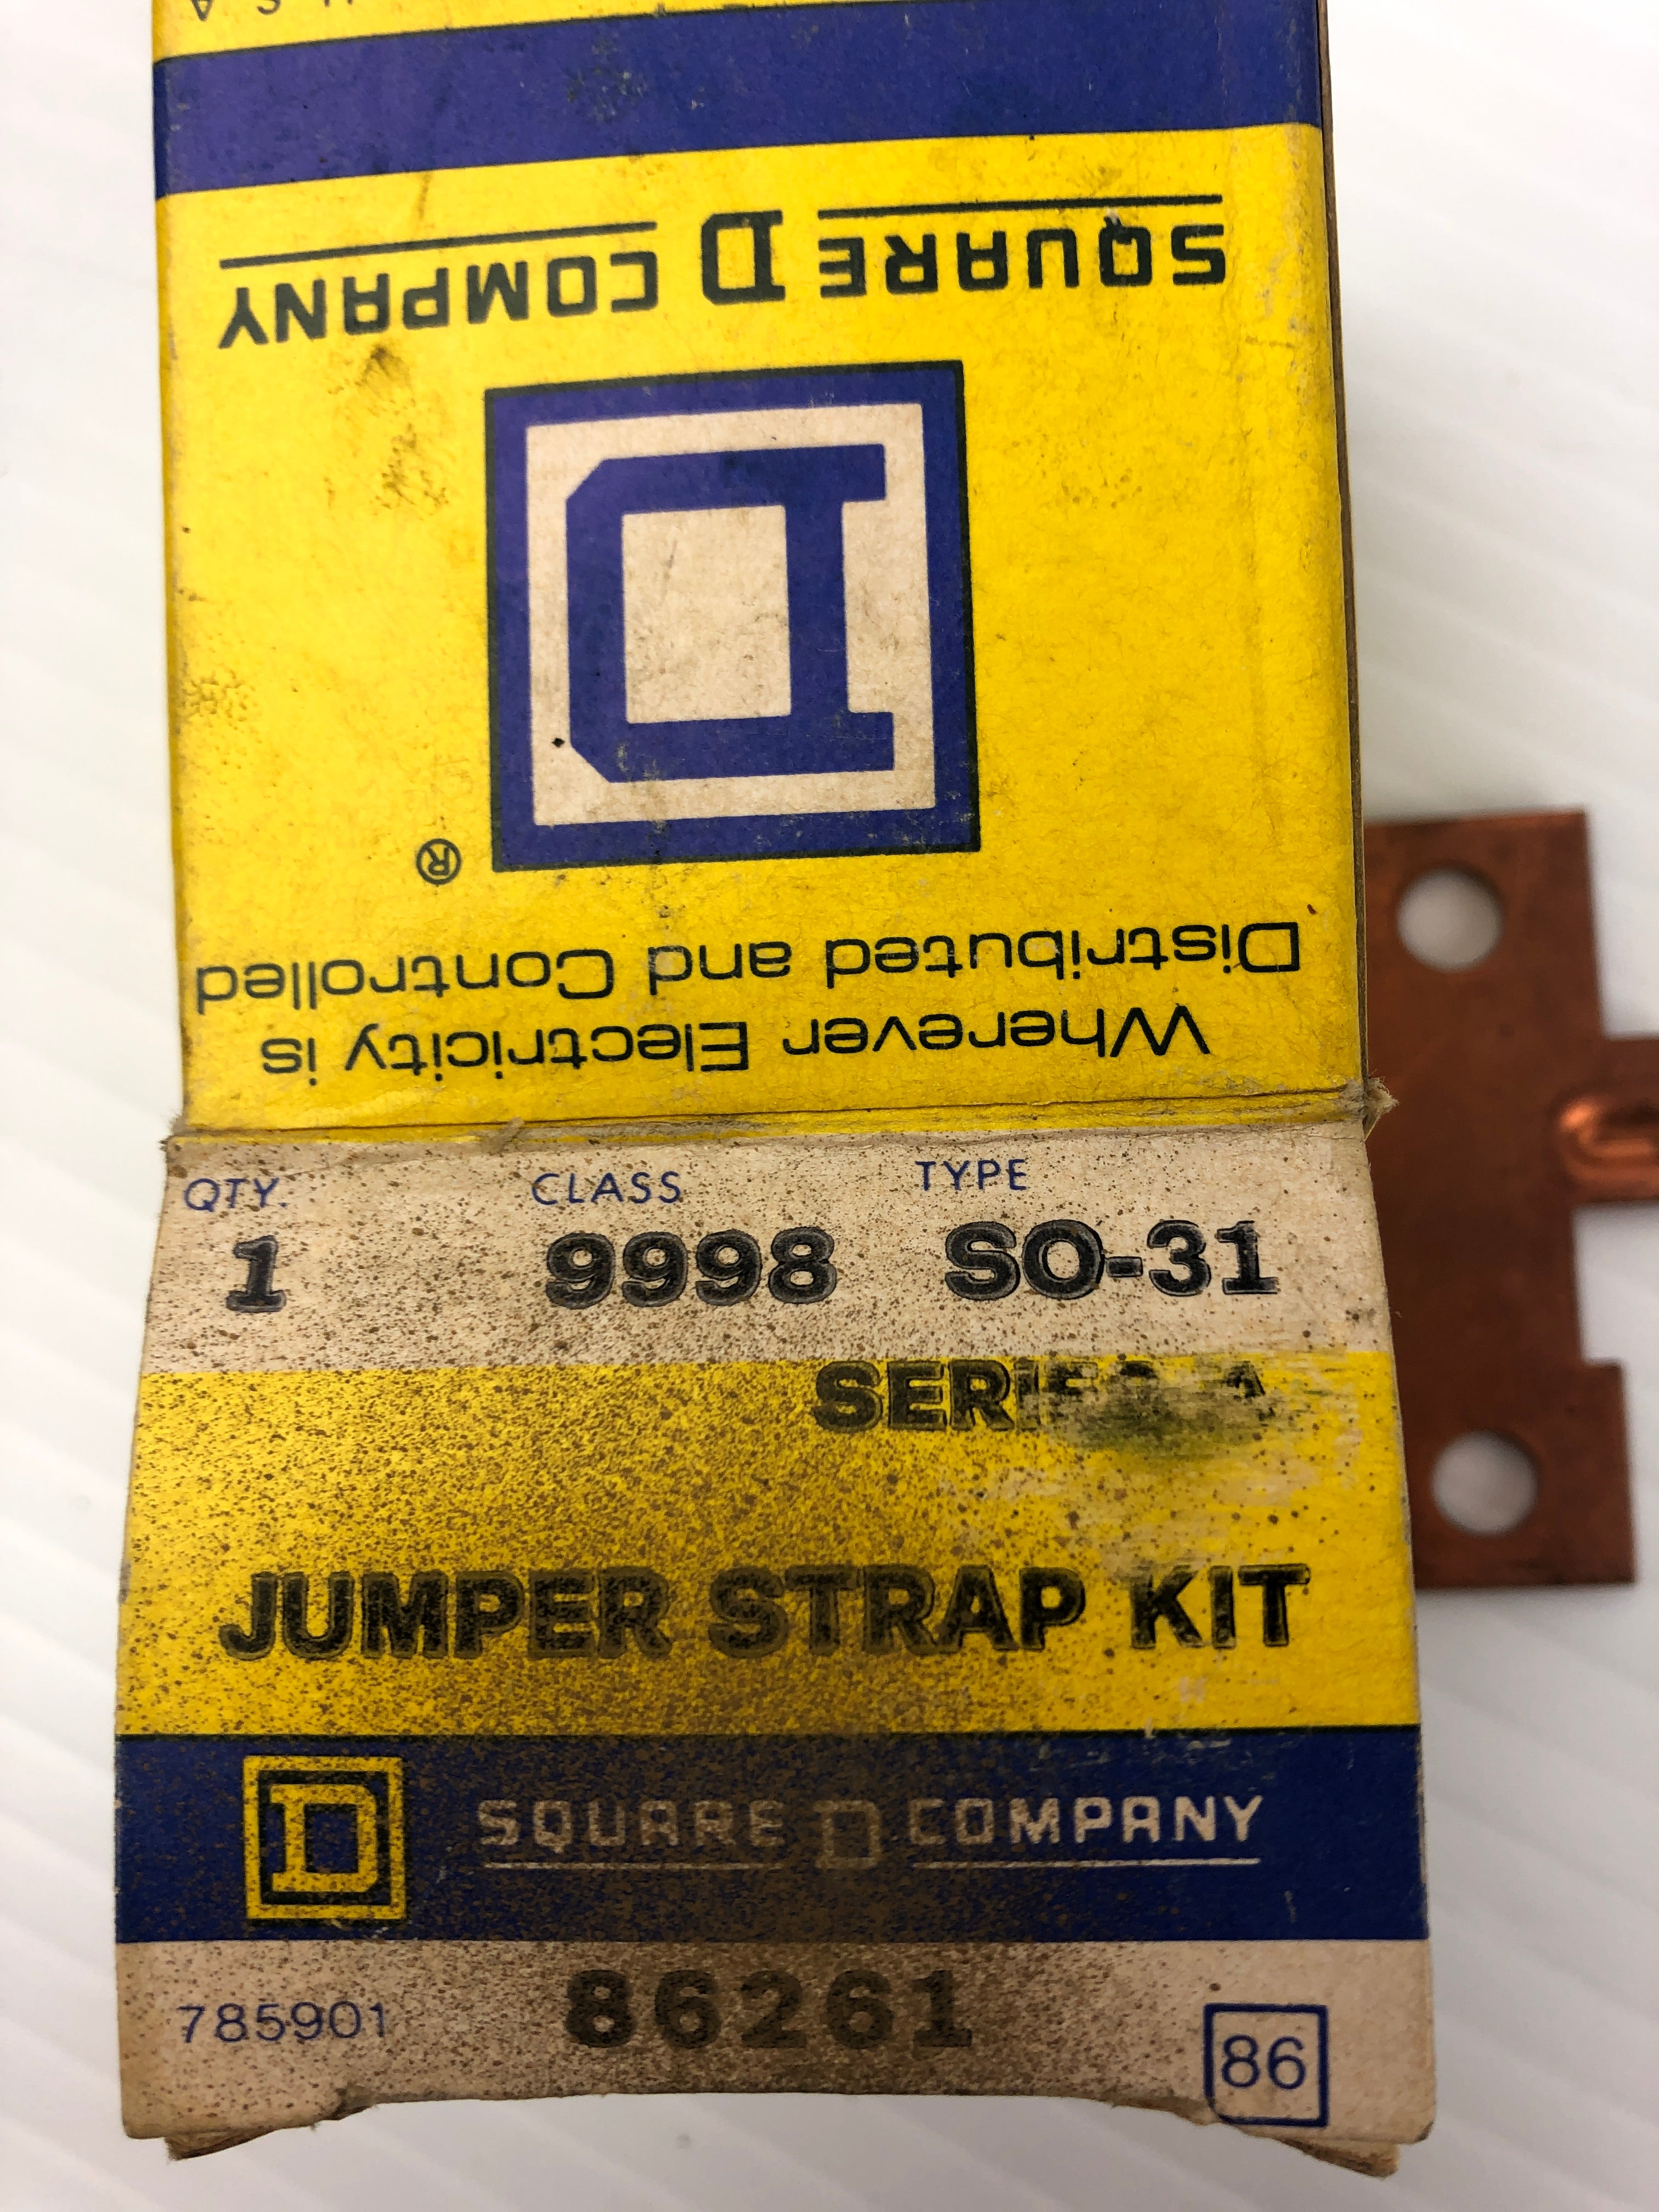 U.S.A.
SQUARE D COMPANY
D
®
Wherever Electricity is
Distributed and Controlled
QTY. CLASS TYPE
1 9998 SO-31
SERIES A
JUMPER STRAP KIT
D SQUARE D COMPANY
785901 86261 86